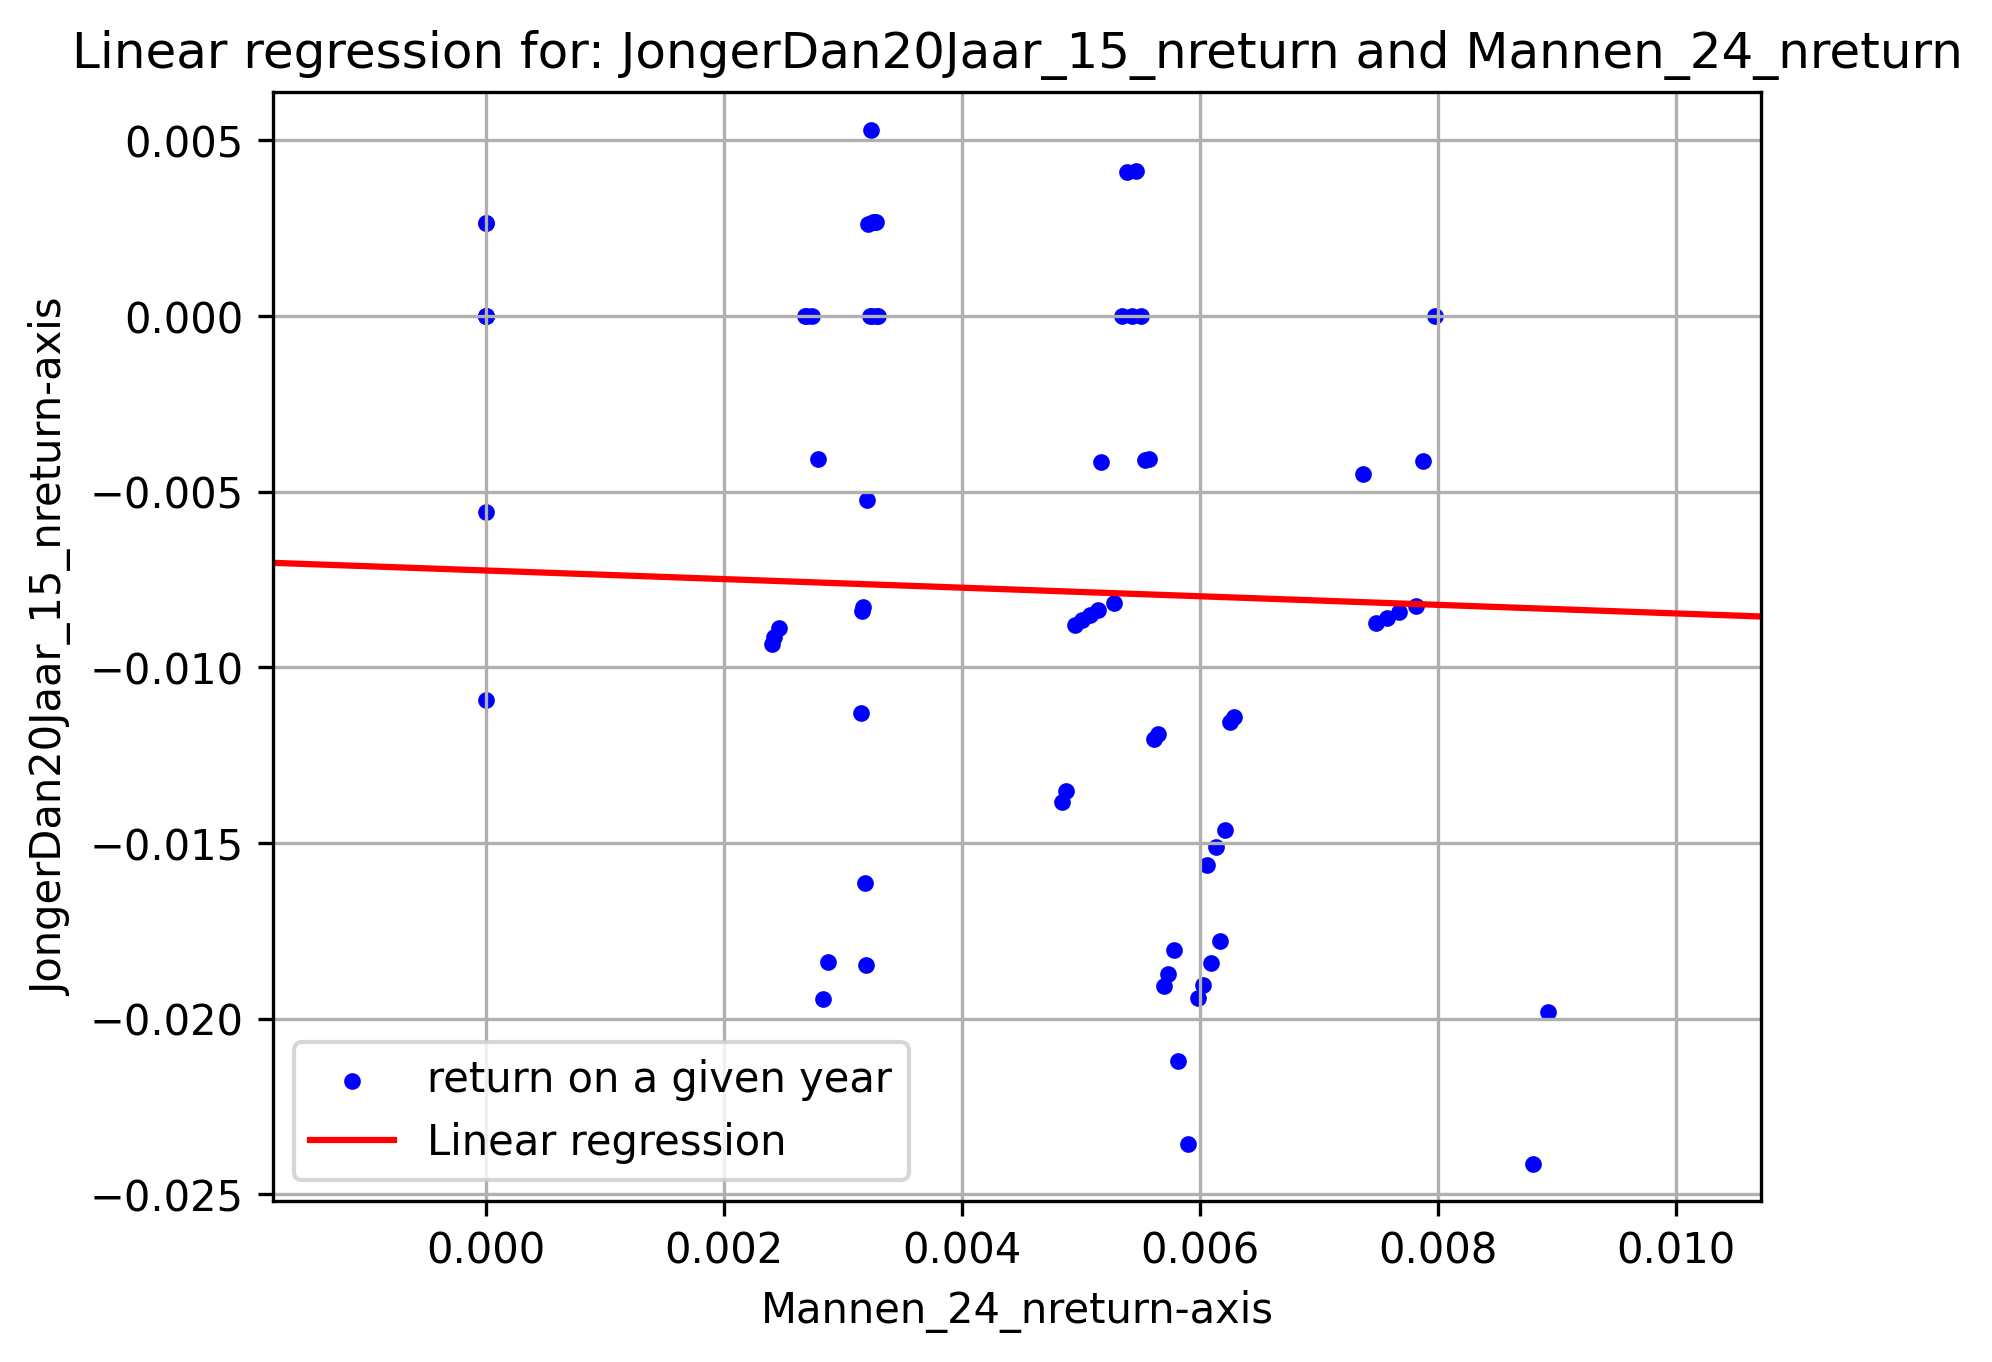 Linear regression for: JongerDan20Jaar_15_nreturn and Mannen_24_nreturn
JongerDan20Jaar_15_nreturn-axis
0.005
0.000
−0.005
−0.010
−0.015
−0.020
−0.025
return on a given year
Linear regression
0.000 0.002 0.004 0.006 0.008 0.010
Mannen_24_nreturn-axis